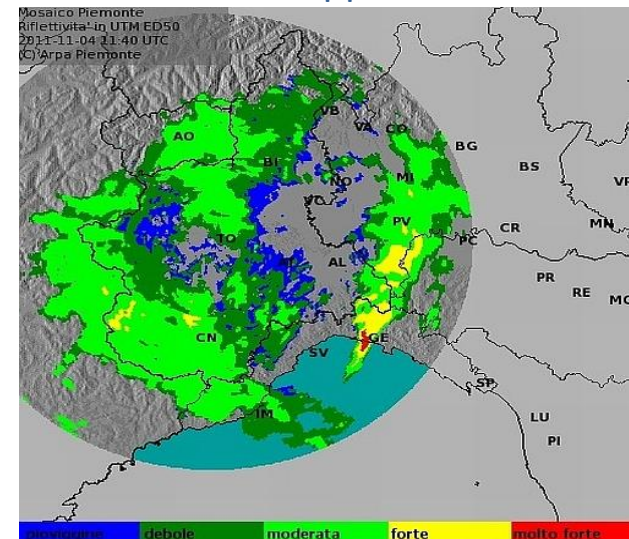 Mosaico Piemonte
Riflettivita' in UTM ED50
2011-11-04 11:40 UTC
(C) Arpa Piemonte
VB
VA CO
AO
BG
BI
BS
NO
MI
VC
PV
MN
CR
TO
PC
AL
PR
RE
CN
GE
SV
SP
IM
LU
PI
pioviggine debole moderata forte molto forte